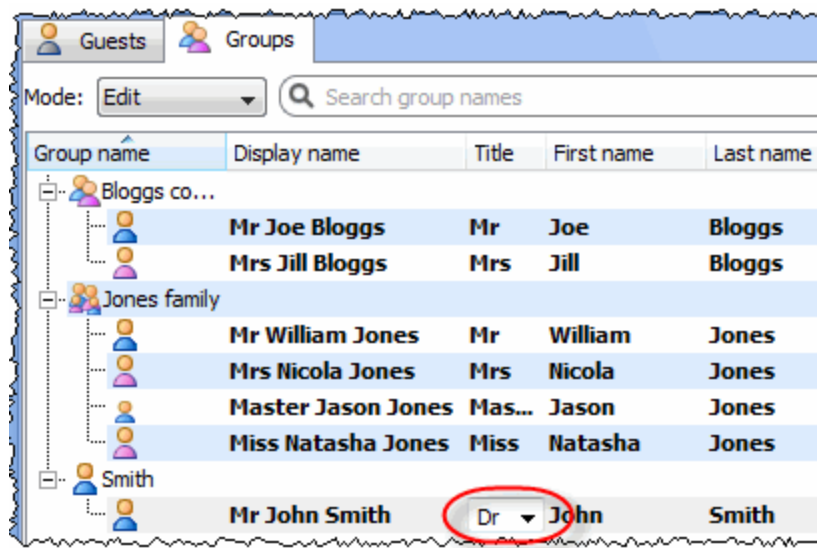 Guests Groups
Mode: Edit Search group names
Group name Display name Title First name Last name
Bloggs co...
Mr Joe Bloggs Mr Joe Bloggs
Mrs Jill Bloggs Mrs Jill Bloggs
Jones family
Mr William Jones Mr William Jones
Mrs Nicola Jones Mrs Nicola Jones
Master Jason Jones Mas... Jason Jones
Miss Natasha Jones Miss Natasha Jones
Smith
Mr John Smith Dr John Smith